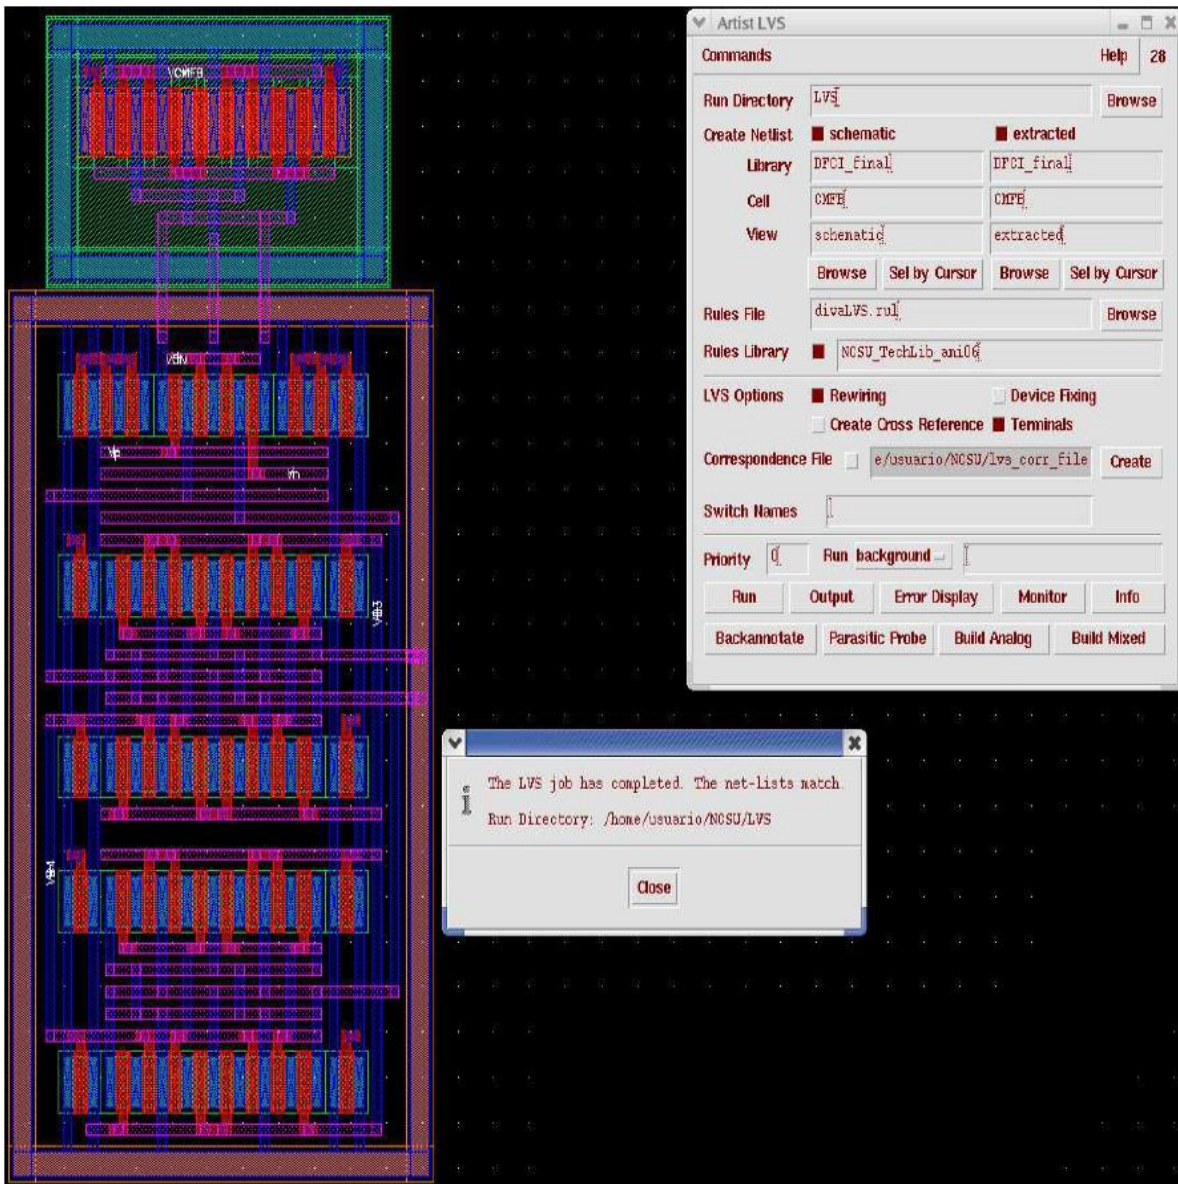 VCMFB
Artist LVS
Commands Help 28
Run Directory LVS Browse
Create Netlist schematic extracted
Library DFCI_final DFCI_final
Cell CMFB CMFB
View schematic extracted
Browse Sel by Cursor Browse Sel by Cursor
Rules File divaLVS.rul Browse
Rules Library NCSU_TechLib_ami06
LVS Options Rewiring Device Fixing
Create Cross Reference Terminals
Correspondence File e/usuario/NCSU/lvs_corr_file Create
Switch Names
Priority 0 Run background
Run Output Error Display Monitor Info
Backannotate Parasitic Probe Build Analog Build Mixed
Vp
Vn
The LVS job has completed. The net-lists match.
Run Directory: /home/usuario/NCSU/LVS
Close